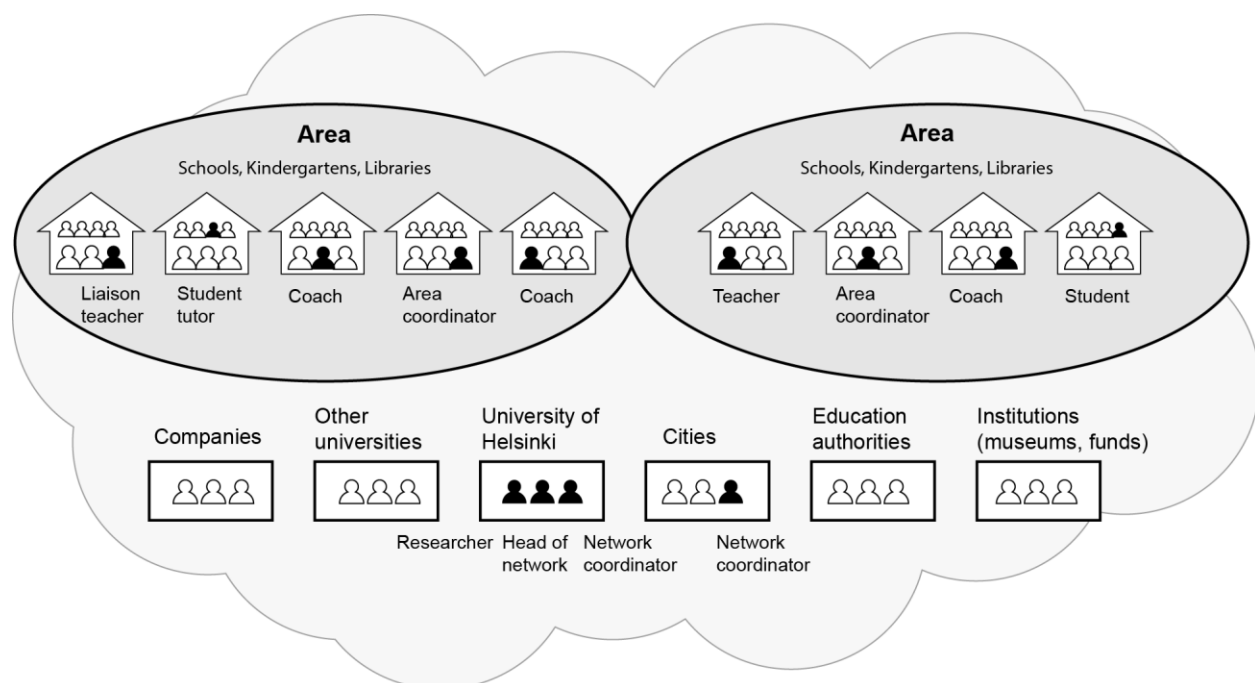 Area
Schools, Kindergartens, Libraries
Liaison
teacher
Student
tutor
Coach
Area
coordinator
Coach
Area
Schools, Kindergartens, Libraries
Teacher
Area
coordinator
Coach
Student
Companies
Other
universities
University of
Helsinki
Cities
Education
authorities
Institutions
(museums, funds)
Researcher
Head of
network
Network
coordinator
Network
coordinator